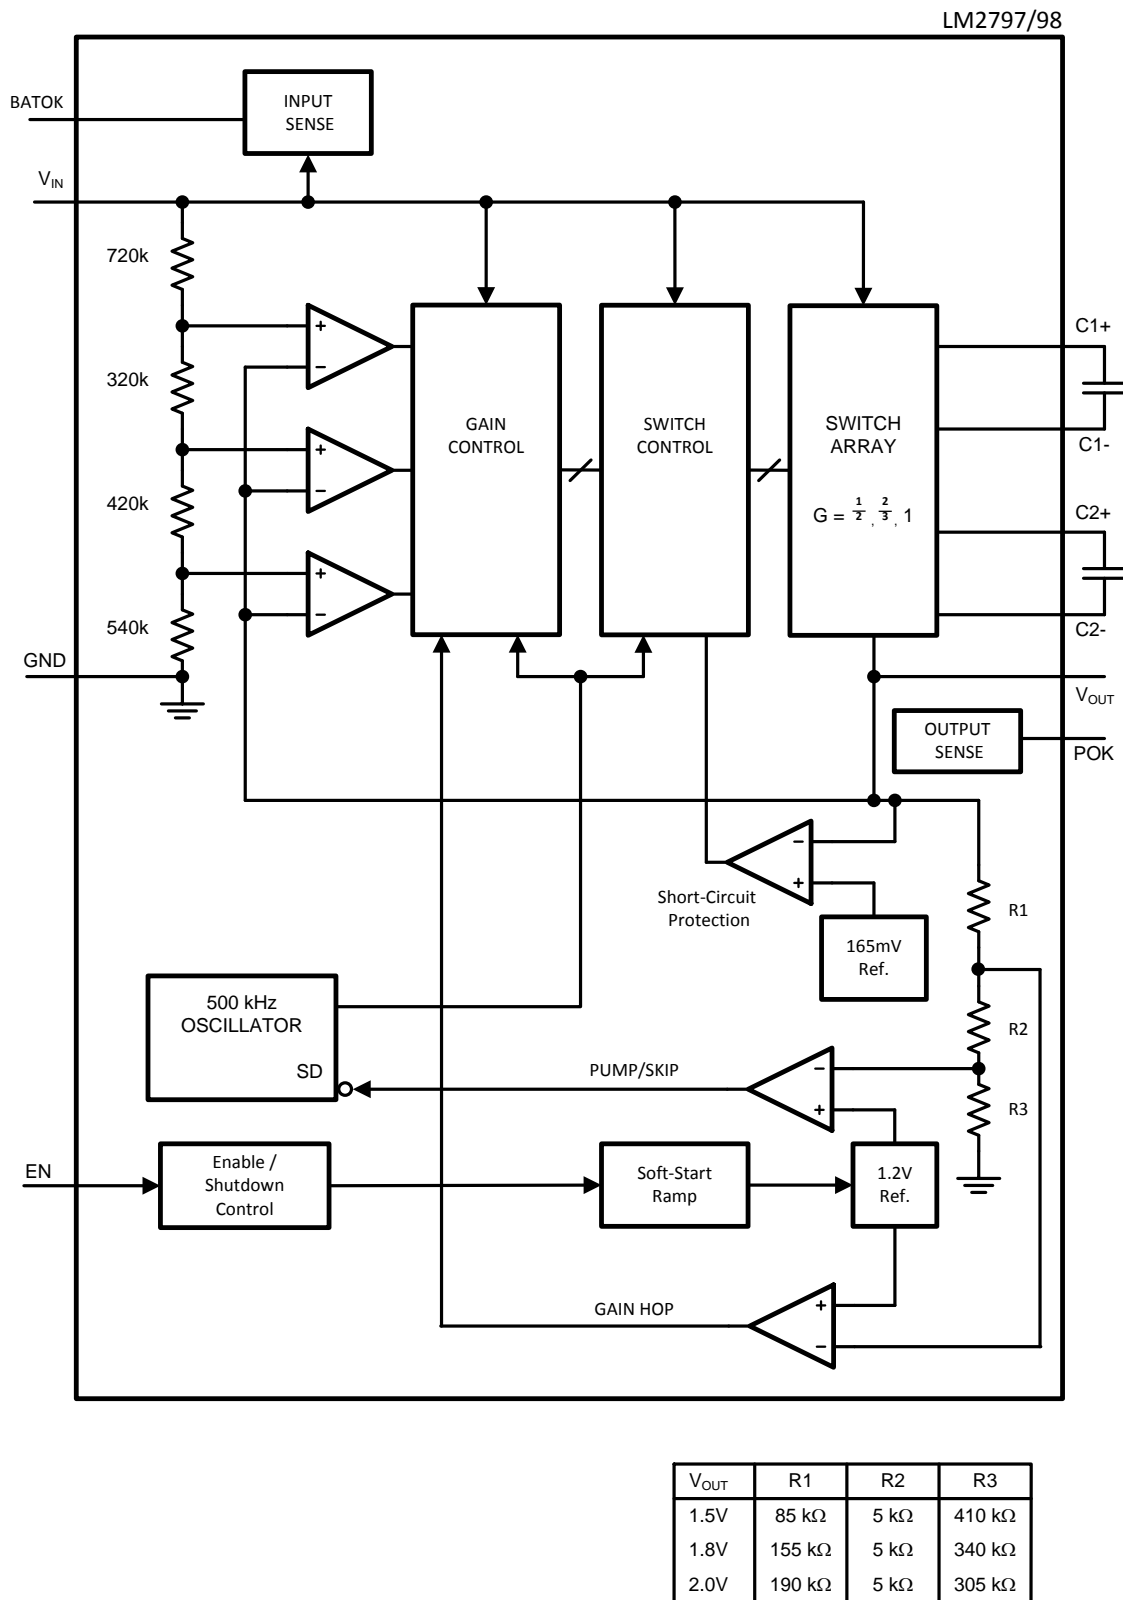 LM2797/98
BATOK
INPUT
SENSE
VIN
720k
320k
420k
540k
GND
+
−
+
−
+
−
GAIN
CONTROL
SWITCH
CONTROL
SWITCH
ARRAY
G = 1/2, 2/3, 1
C1+
C1-
C2+
C2-
VOUT
OUTPUT
SENSE
POK
−
+
Short-Circuit
Protection
165mV
Ref.
R1
R2
R3
500 kHz
OSCILLATOR
SD
PUMP/SKIP
−
+
EN
Enable /
Shutdown
Control
Soft-Start
Ramp
1.2V
Ref.
GAIN HOP
+
−
VOUT R1 R2 R3
1.5V 85 kΩ 5 kΩ 410 kΩ
1.8V 155 kΩ 5 kΩ 340 kΩ
2.0V 190 kΩ 5 kΩ 305 kΩ